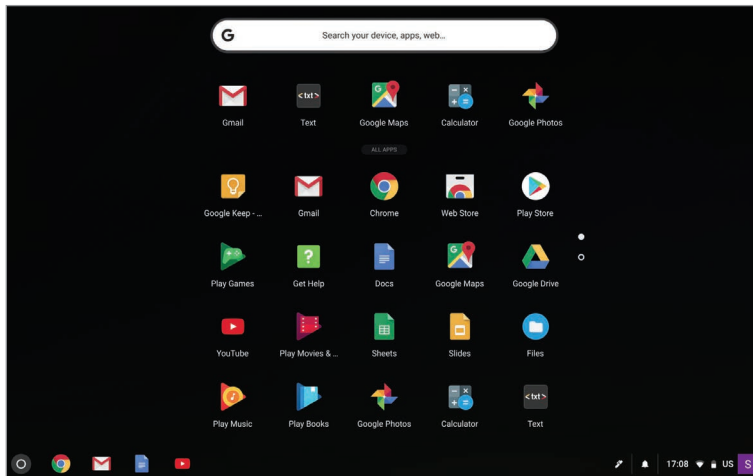 G Search your device, apps, web...
<txt>
Gmail Text Google Maps Calculator Google Photos
ALL APPS
Google Keep - ... Gmail Chrome Web Store Play Store
Play Games Get Help Docs Google Maps Google Drive
YouTube Play Movies & ... Sheets Slides Files
<txt>
Play Music Play Books Google Photos Calculator Text
17:08 US S